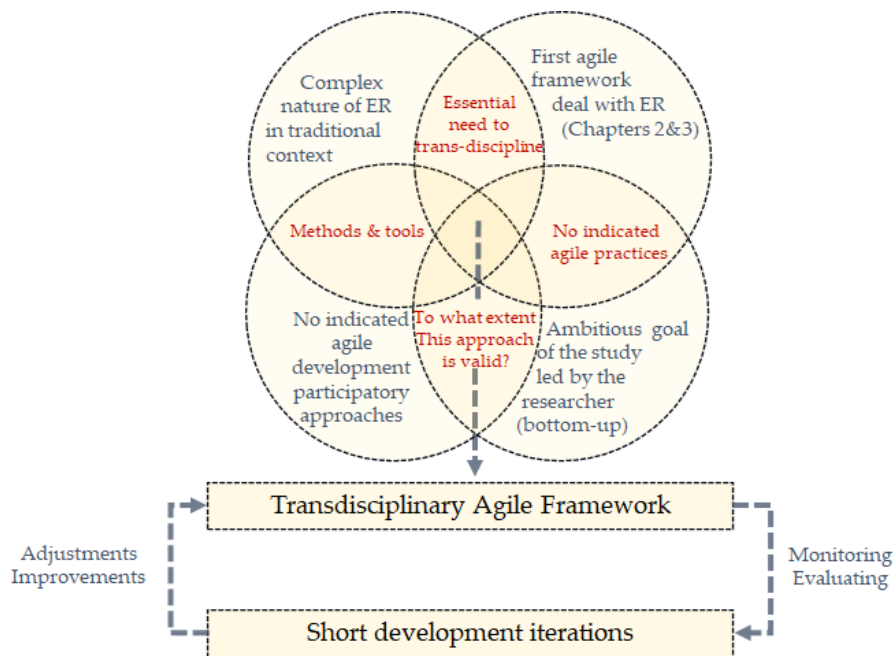 Complex
nature of ER
in traditional
context
Essential
need to
trans-discipline
First agile
framework
deal with ER
(Chapters 2&3)
Methods & tools
No indicated
agile practices
No indicated
agile
development
participatory
approaches
To what extent
This approach
is valid?
Ambitious goal
of the study
led by the
researcher
(bottom-up)
Transdisciplinary Agile Framework
Adjustments
Improvements
Monitoring
Evaluating
Short development iterations